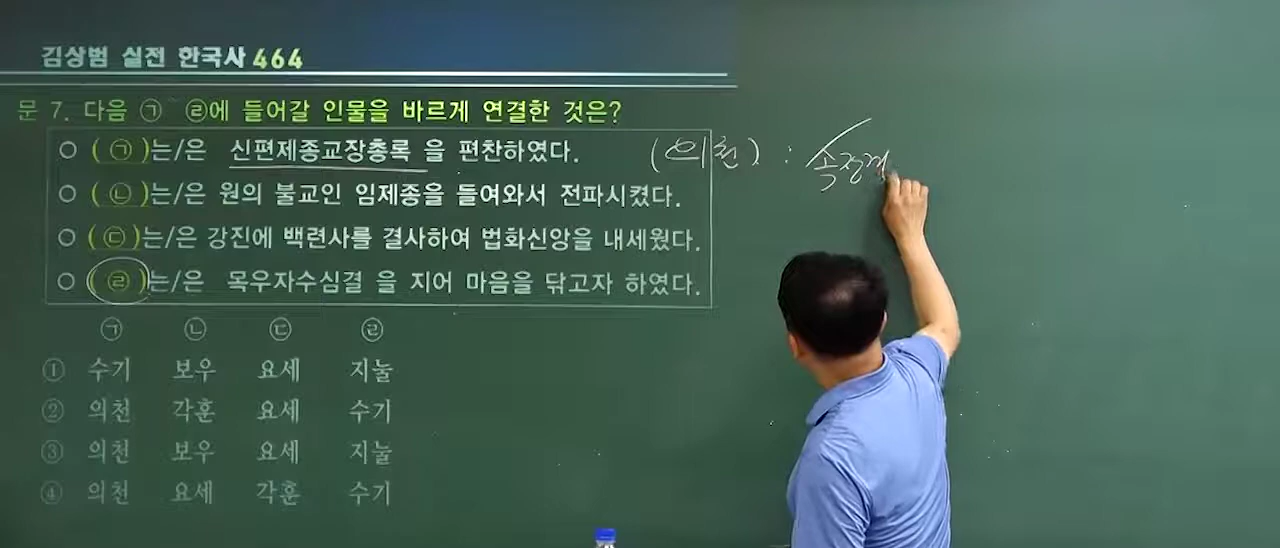 김상범 실전 한국사 464
문 7. 다음 ㉠ ㉣에 들어갈 인물을 바르게 연결한 것은?
○ ( ㉠ )는/은 신편제종교장총록 을 편찬하였다. (의천) : 속장경
○ ( ㉡ )는/은 원의 불교인 임제종을 들여와서 전파시켰다.
○ ( ㉢ )는/은 강진에 백련사를 결사하여 법화신앙을 내세웠다.
○ ( ㉣ )는/은 목우자수심결 을 지어 마음을 닦고자 하였다.
㉠ ㉡ ㉢ ㉣
① 수기 보우 요세 지눌
② 의천 각훈 요세 수기
③ 의천 보우 요세 지눌
④ 의천 요세 각훈 수기